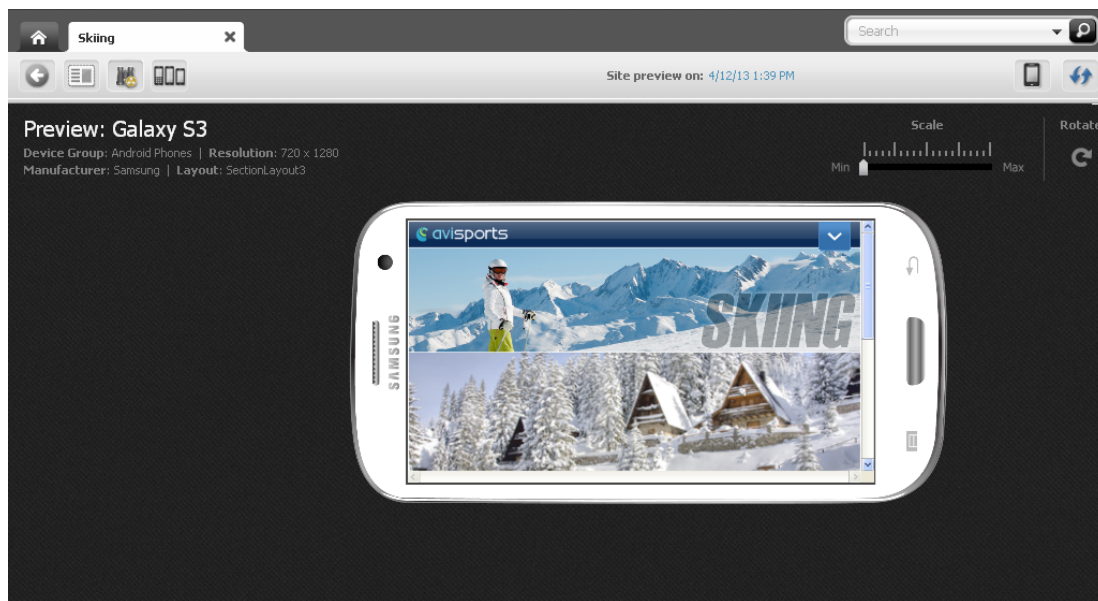 Skiing
Search
Site preview on: 4/12/13 1:39 PM
Preview: Galaxy S3
Device Group: Android Phones | Resolution: 720 x 1280
Manufacturer: Samsung | Layout: SectionLayout3
Scale
Min
Max
Rotate
avisports
SKIING
SAMSUNG